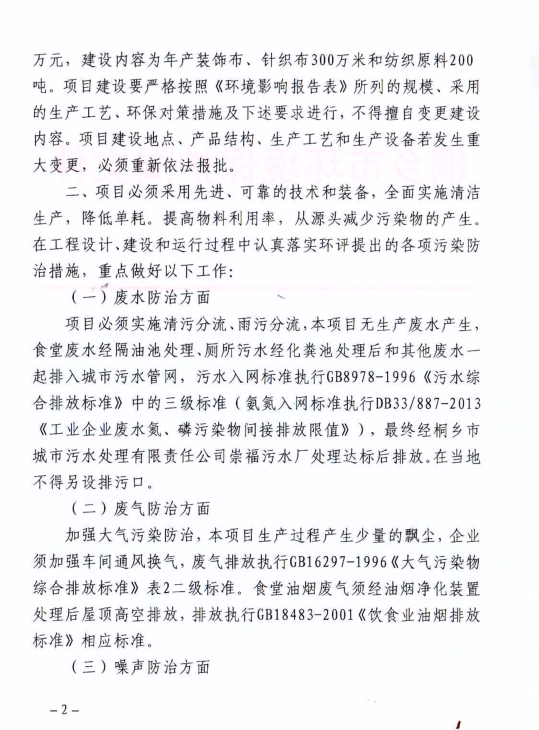 万元，建设内容为年产装饰布、针织布300万米和纺织原料200
吨。项目建设要严格按照《环境影响报告表》所列的规模、采用
的生产工艺、环保对策措施及下述要求进行，不得擅自变更建设
内容。项目建设地点、产品结构、生产工艺和生产设备若发生重
大变更，必须重新依法报批。
二、项目必须采用先进、可靠的技术和装备，全面实施清洁
生产，降低单耗。提高物料利用率，从源头减少污染物的产生。
在工程设计、建设和运行过程中认真落实环评提出的各项污染防
治措施，重点做好以下工作：
（一）废水防治方面
项目必须实施清污分流、雨污分流，本项目无生产废水产生，
食堂废水经隔油池处理、厕所污水经化粪池处理后和其他废水一
起排入城市污水管网，污水入网标准执行GB8978-1996《污水综
合排放标准》中的三级标准（氨氮入网标准执行DB33/887-2013
《工业企业废水氮、磷污染物间接排放限值》），最终经桐乡市
城市污水处理有限责任公司崇福污水厂处理达标后排放。在当地
不得另设排污口。
（二）废气防治方面
加强大气污染防治，本项目生产过程产生少量的飘尘，企业
须加强车间通风换气，废气排放执行GB16297-1996《大气污染物
综合排放标准》表2二级标准。食堂油烟废气须经油烟净化装置
处理后屋顶高空排放，排放执行GB18483-2001《饮食业油烟排放
标准》相应标准。
（三）噪声防治方面
-2-